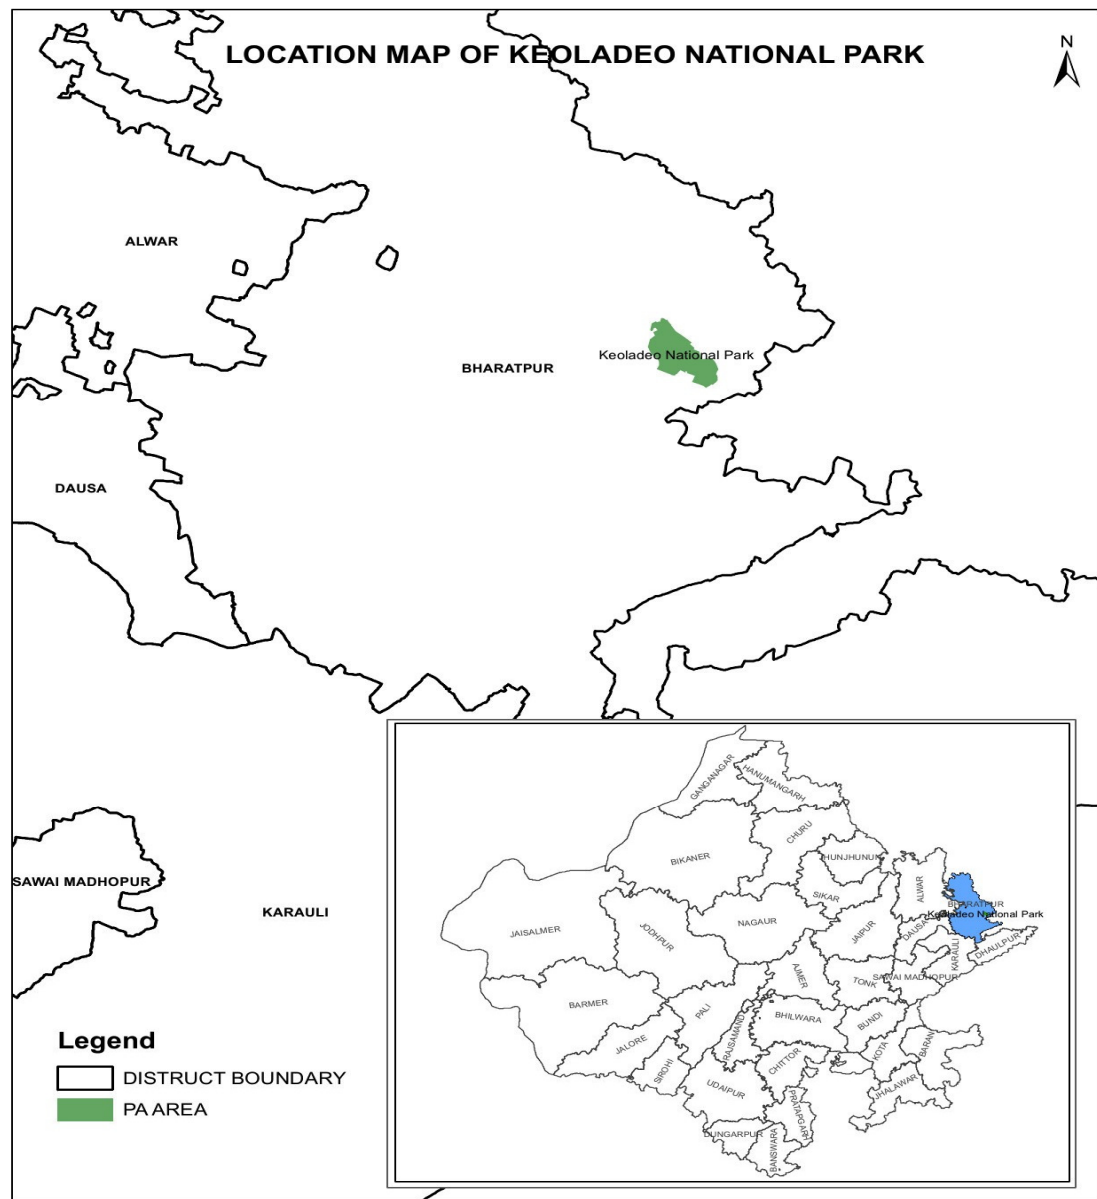 LOCATION MAP OF KEOLADEO NATIONAL PARK
N
ALWAR
Keoladeo National Park
BHARATPUR
DAUSA
SAWAI MADHOPUR
KARAULI
Legend
DISTRUCT BOUNDARY
PA AREA
GANGANAGAR
HANUMANGARH
CHURU
BIKANER
HUNJHUNUN
SIKAR
ALWAR
BHARATPUR
Keoladeo National Park
NAGAUR
JAIPUR
DAUSA
JAISALMER
JODHPUR
KARAULI
DHAULPUR
AJMER
TONK
SAWAI MADHOPUR
BARMER
PALI
RAJSAMAND
BHILWARA
BUNDI
JALORE
SIROHI
CHITTOR
KOTA
BARAN
UDAIPUR
JHALAWAR
PRATAPGARH
DUNGARPUR
BANSWARA